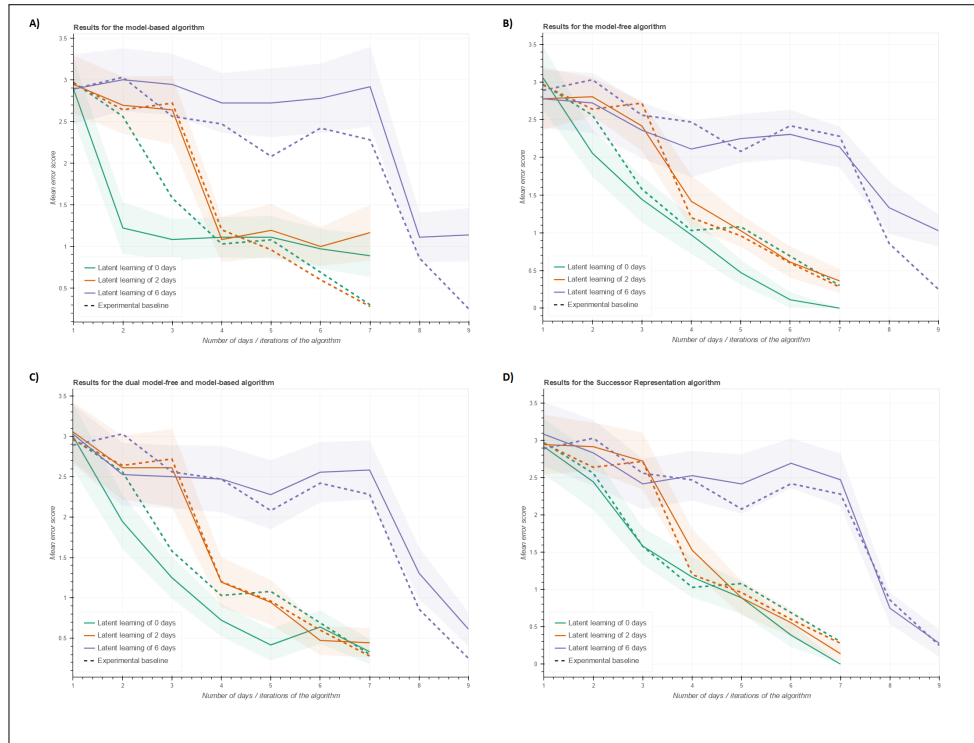 A)
Results for the model-based algorithm
3.5
3
2.5
2
1.5
1
0.5
Mean error score
Latent learning of 0 days
Latent learning of 2 days
Latent learning of 6 days
Experimental baseline
1 2 3 4 5 6 7 8 9
Number of days / iterations of the algorithm
B)
Results for the model-free algorithm
3.5
3
2.5
2
1.5
1
0.5
0
Mean error score
Latent learning of 0 days
Latent learning of 2 days
Latent learning of 6 days
Experimental baseline
1 2 3 4 5 6 7 8 9
Number of days / iterations of the algorithm
C)
Results for the dual model-free and model-based algorithm
3.5
3
2.5
2
1.5
1
0.5
Mean error score
Latent learning of 0 days
Latent learning of 2 days
Latent learning of 6 days
Experimental baseline
1 2 3 4 5 6 7 8 9
Number of days / iterations of the algorithm
D)
Results for the Successor Representation algorithm
3.5
3
2.5
2
1.5
1
0.5
0
Mean error score
Latent learning of 0 days
Latent learning of 2 days
Latent learning of 6 days
Experimental baseline
1 2 3 4 5 6 7 8 9
Number of days / iterations of the algorithm